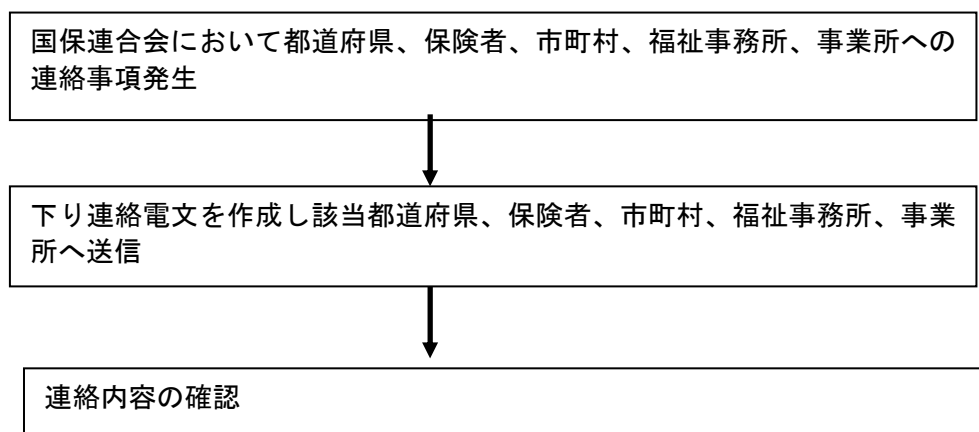 国保連合会において都道府県、保険者、市町村、福祉事務所、事業所への
連絡事項発生
下り連絡電文を作成し該当都道府県、保険者、市町村、福祉事務所、事業
所へ送信
連絡内容の確認